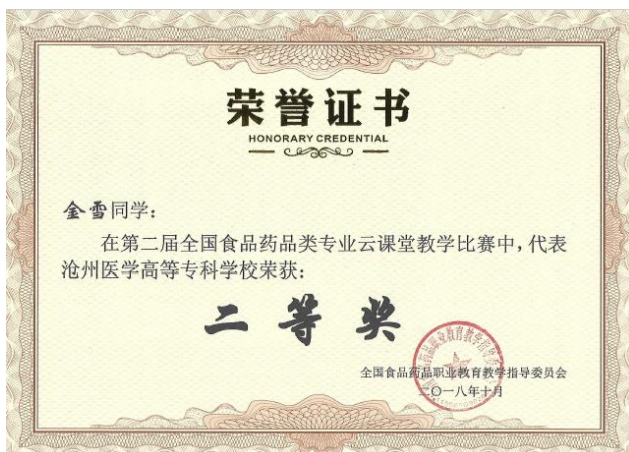 荣誉证书
HONORARY CREDENTIAL
金雪同学：
在第二届全国食品药品类专业云课堂教学比赛中，代表
沧州医学高等专科学校荣获：
二等奖
全国食品药品职业教育教学指导委员会
二〇一八年十月